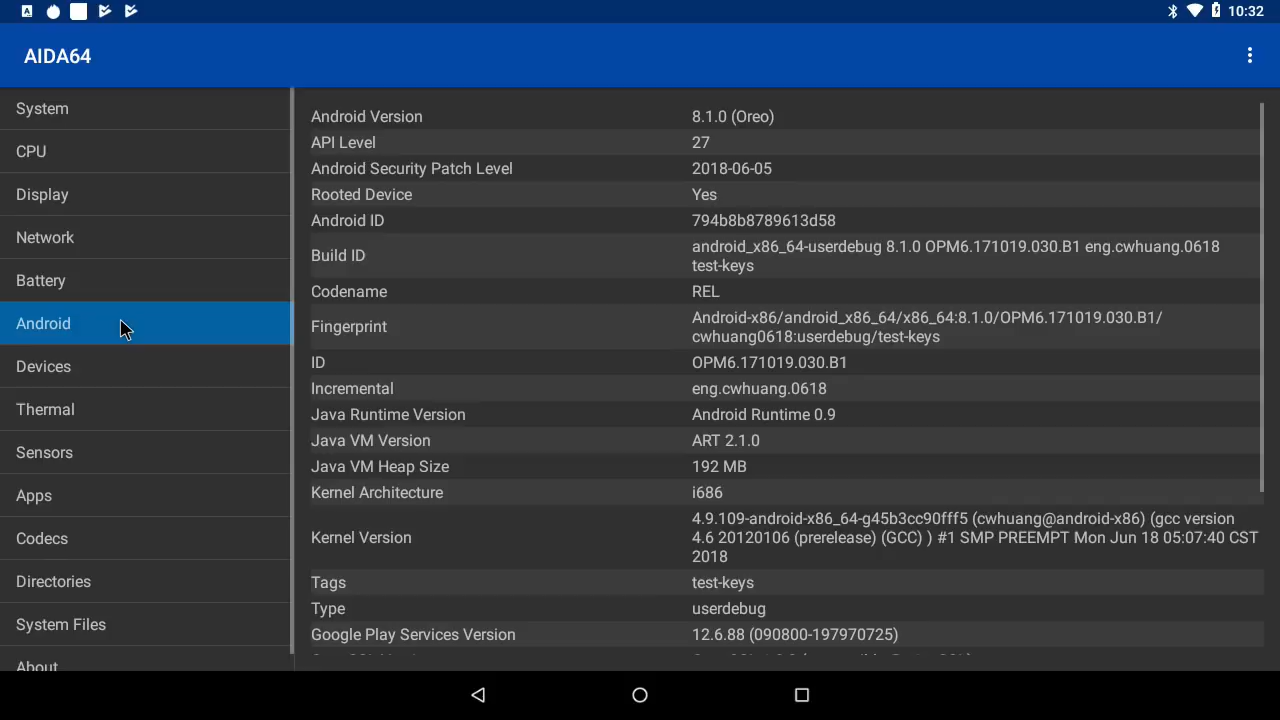 10:32
AIDA64
System
CPU
Display
Network
Battery
Android
Devices
Thermal
Sensors
Apps
Codecs
Directories
System Files
About
Android Version 8.1.0 (Oreo)
API Level 27
Android Security Patch Level 2018-06-05
Rooted Device Yes
Android ID 794b8b8789613d58
Build ID android_x86_64-userdebug 8.1.0 OPM6.171019.030.B1 eng.cwhuang.0618
test-keys
Codename REL
Fingerprint Android-x86/android_x86_64/x86_64:8.1.0/OPM6.171019.030.B1/
cwhuang0618:userdebug/test-keys
ID OPM6.171019.030.B1
Incremental eng.cwhuang.0618
Java Runtime Version Android Runtime 0.9
Java VM Version ART 2.1.0
Java VM Heap Size 192 MB
Kernel Architecture i686
Kernel Version 4.9.109-android-x86_64-g45b3cc90fff5 (cwhuang@android-x86) (gcc version
4.6 20120106 (prerelease) (GCC) ) #1 SMP PREEMPT Mon Jun 18 05:07:40 CST
2018
Tags test-keys
Type userdebug
Google Play Services Version 12.6.88 (090800-197970725)